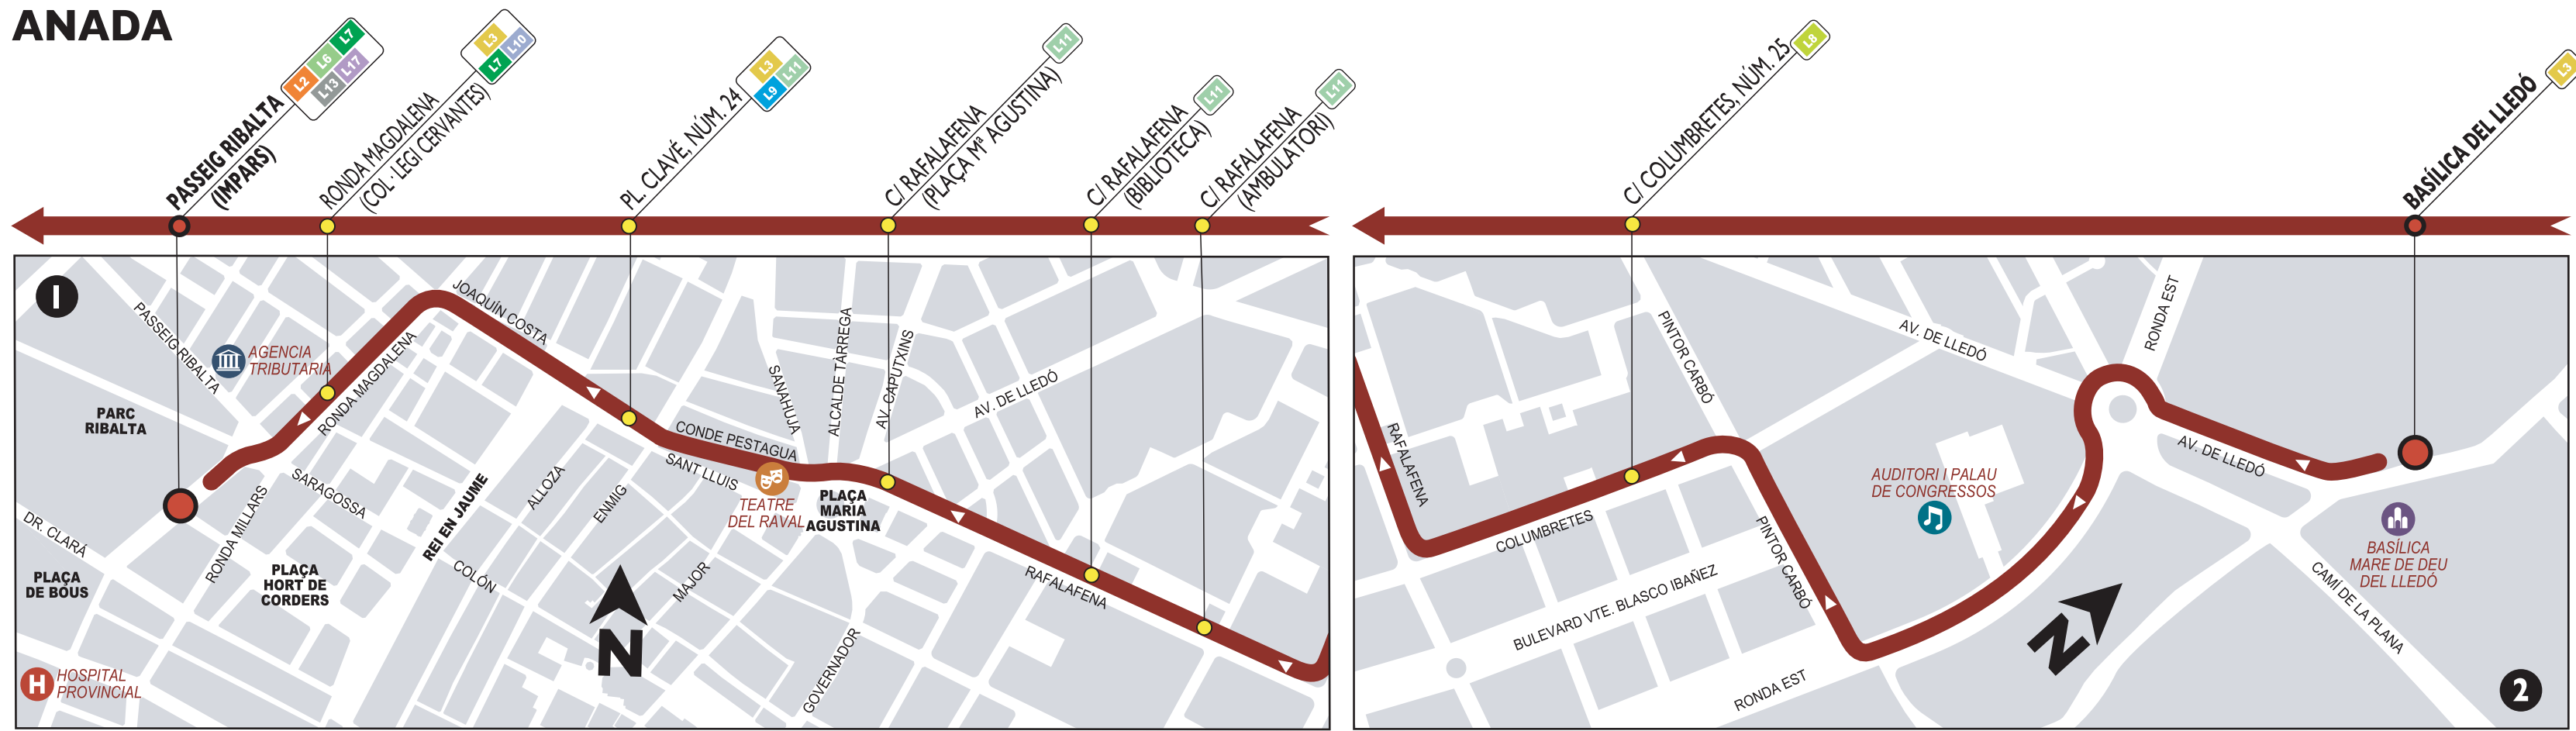 ANADA
PASSEIG RIBALTA
(IMPARS)
L2
L6
L7
L13
L17
RONDA MAGDALENA
(COL·LEGI CERVANTES)
L3
L7
L10
PL. CLAVÉ, NÚM. 24
L3
L9
L11
C/ RAFALAFENA
(PLAÇA Mª AGUSTINA)
L11
C/ RAFALAFENA
(BIBLIOTECA)
L11
C/ RAFALAFENA
(AMBULATORI)
L11
C/ COLUMBRETES, NÚM. 25
L8
BASÍLICA DEL LLEDÓ
L3
1
PASSEIG RIBALTA
AGENCIA
TRIBUTARIA
PARC
RIBALTA
RONDA MAGDALENA
JOAQUÍN COSTA
SARAGOSSA
RONDA MILLARS
DR. CLARÁ
PLAÇA
DE BOUS
PLAÇA
HORT DE
CORDERS
REI EN JAUME
COLÓN
ALLOZA
ENMIG
MAJOR
N
HOSPITAL
PROVINCIAL
H
CONDE PESTAGUA
SANT LLUIS
TEATRE
DEL RAVAL
SANAHUJA
ALCALDE TÀRREGA
AV. CAPUTXINS
AV. DE LLEDÓ
PLAÇA
MARIA
AGUSTINA
GOVERNADOR
RAFALAFENA
RAFALAFENA
COLUMBRETES
PINTOR CARBÓ
PINTOR CARBÓ
BULEVARD VTE. BLASCO IBAÑEZ
RONDA EST
AV. DE LLEDÓ
RONDA EST
AUDITORI I PALAU
DE CONGRESSOS
AV. DE LLEDÓ
N
BASÍLICA
MARE DE DEU
DEL LLEDÓ
CAMÍ DE LA PLANA
2